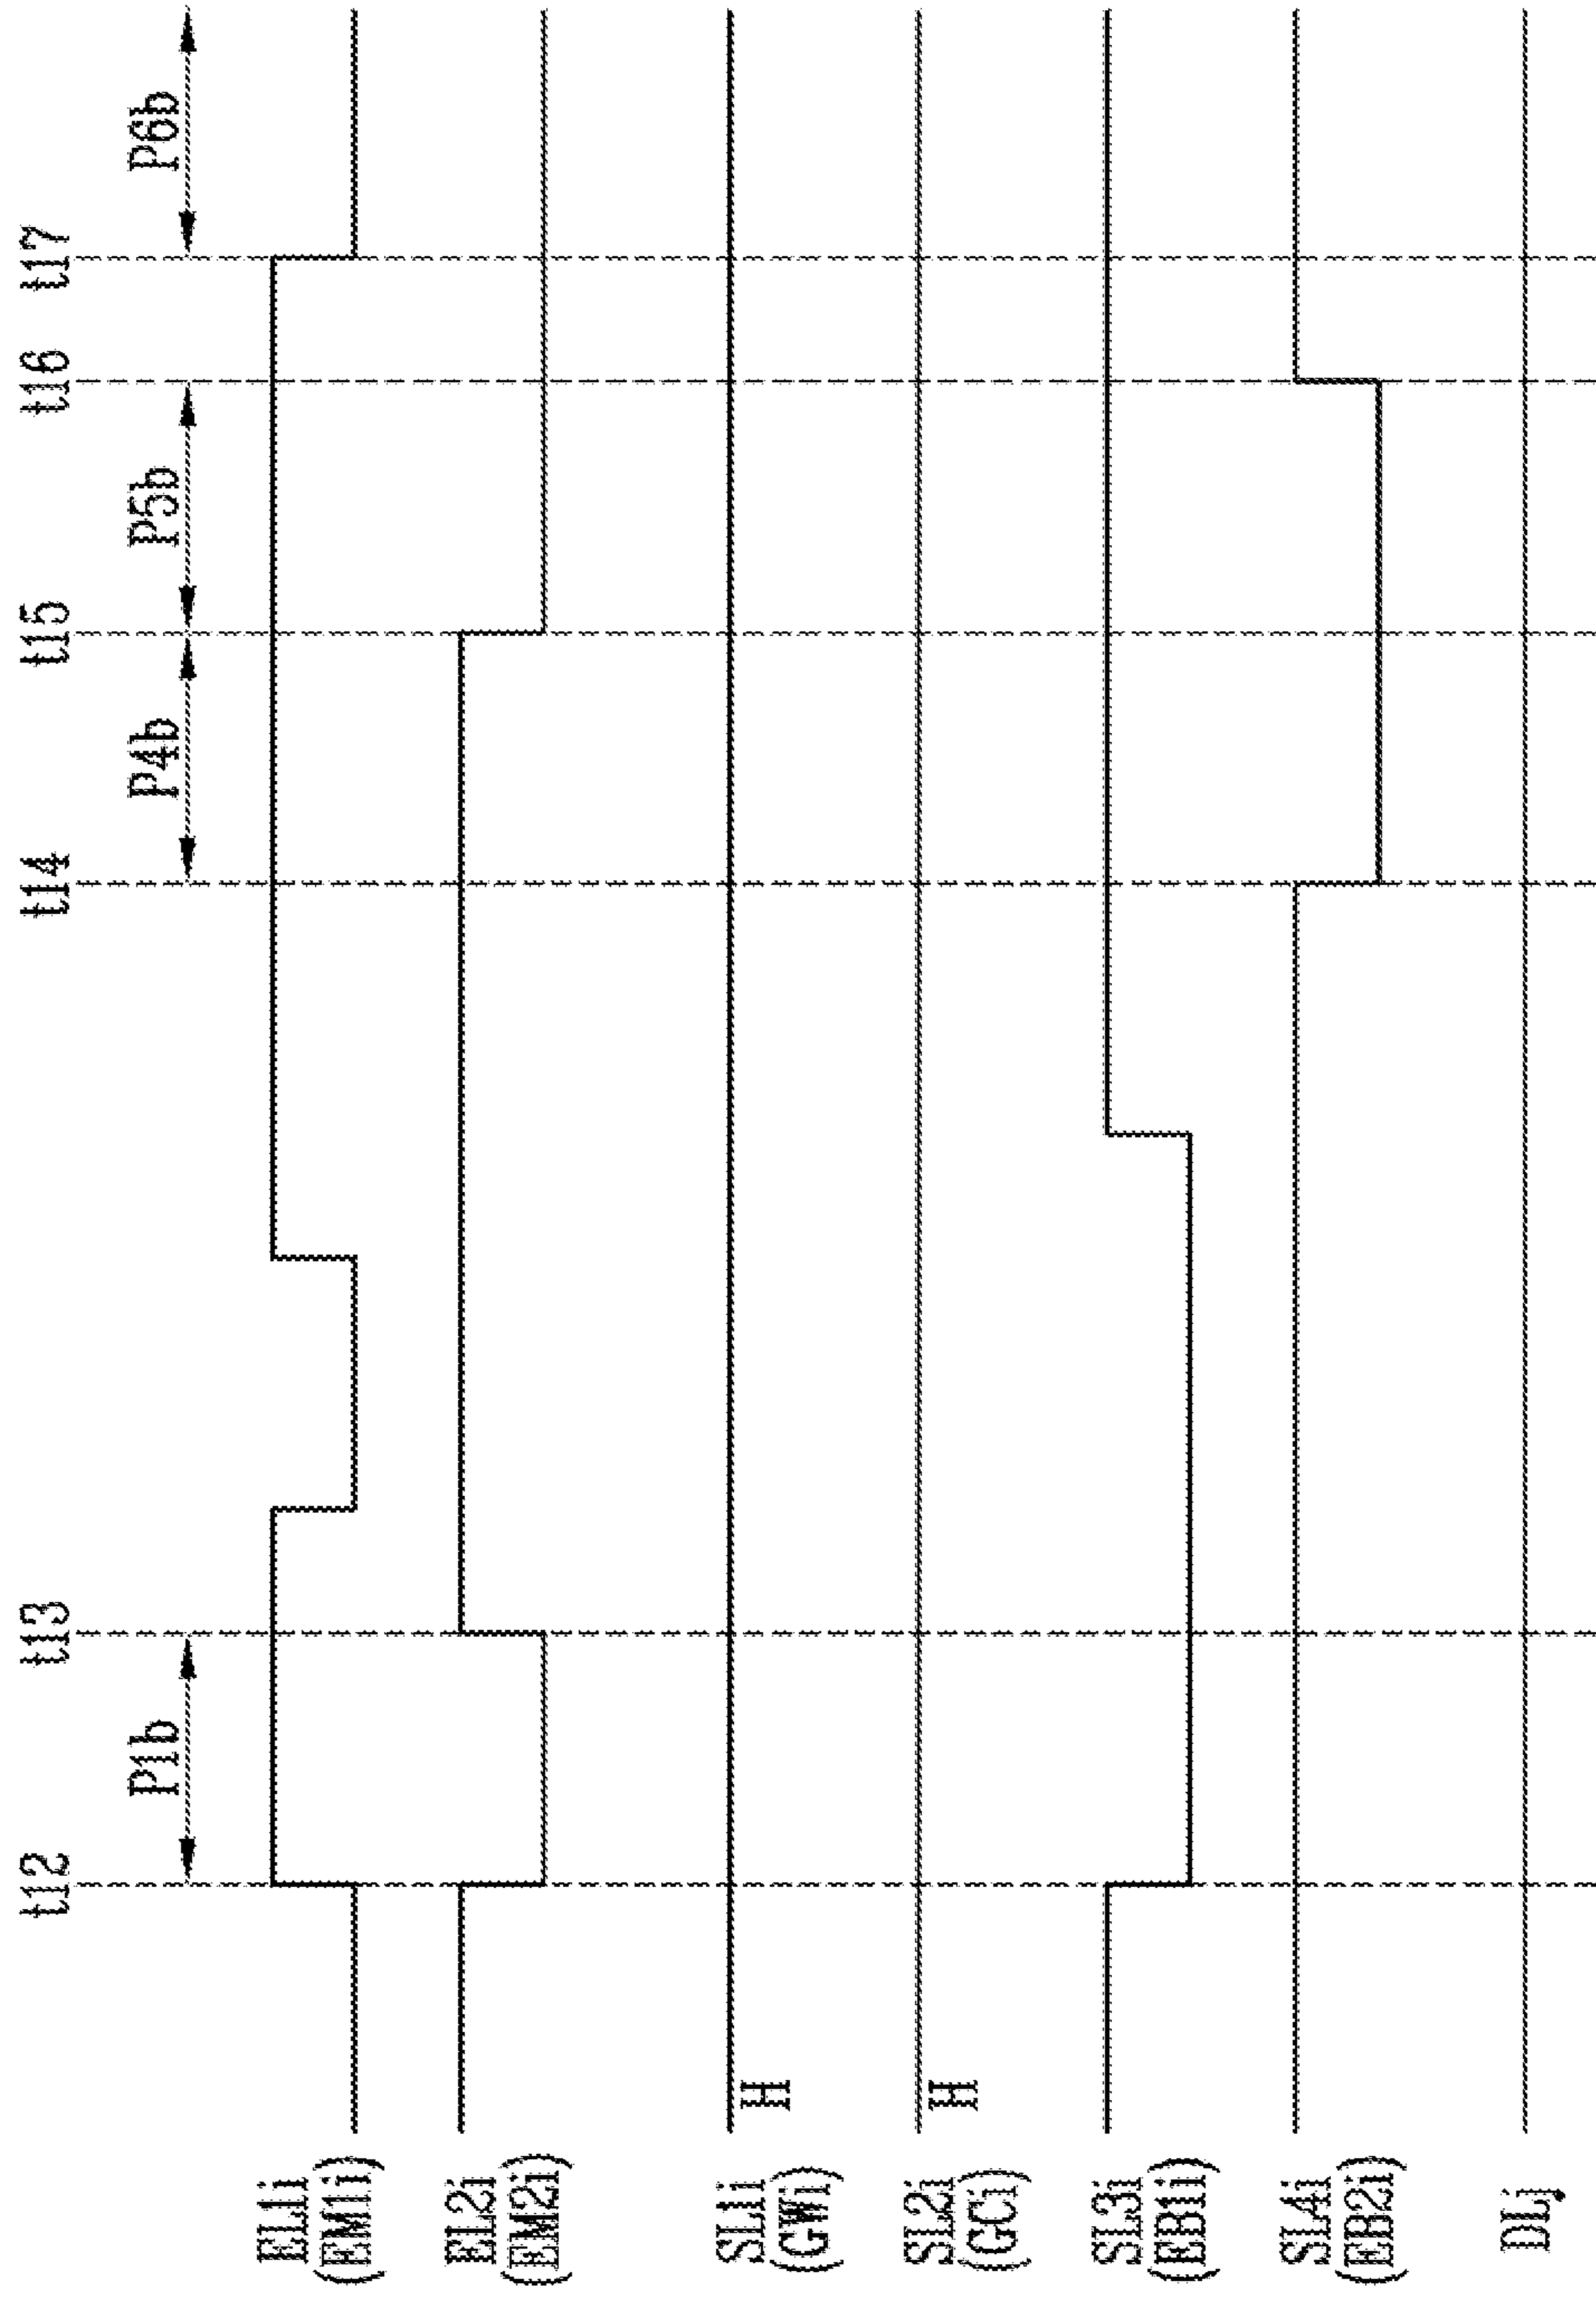 t12 t13 t14 t15 t16 t17
P1b P4b P5b P6b
EL1i
(EM1i)
EL2i
(EM2i)
SL1i
(GWi)
H
SL2i
(GCi)
H
SL3i
(EB1i)
SL4i
(EB2i)
DLj